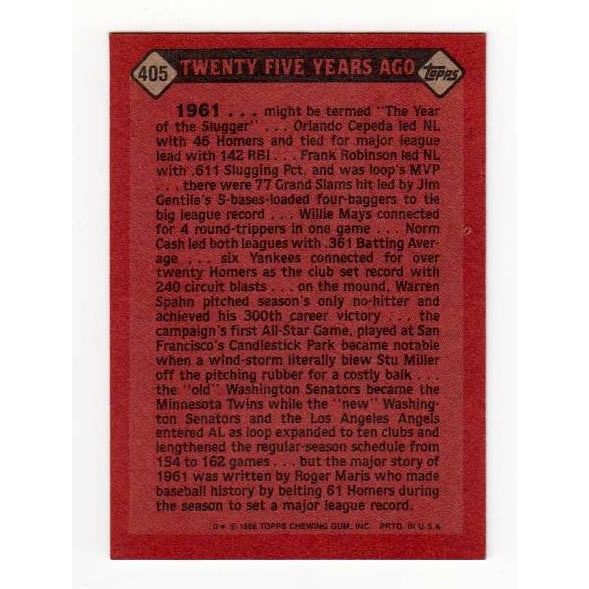 405 TWENTY FIVE YEARS AGO Topps
1961 . . . might be termed "The Year
of the Slugger" . . . Orlando Cepeda led NL
with 46 Homers and tied for major league
lead with 142 RBI . . . Frank Robinson led NL
with .611 Slugging Pct. and was loop's MVP
. . . there were 77 Grand Slams hit led by Jim
Gentile's 5-bases-loaded four-baggers to tie
big league record . . . Willie Mays connected
for 4 round-trippers in one game . . . Norm
Cash led both leagues with .361 Batting Aver-
age . . . six Yankees connected for over
twenty Homers as the club set record with
240 circuit blasts . . . on the mound, Warren
Spahn pitched season's only no-hitter and
achieved his 300th career victory . . . the
campaign's first All-Star Game, played at San
Francisco's Candlestick Park became notable
when a wind-storm literally blew Stu Miller
off the pitching rubber for a costly balk . . .
the "old" Washington Senators became the
Minnesota Twins while the "new" Washing-
ton Senators and the Los Angeles Angels
entered AL as loop expanded to ten clubs and
lengthened the regular-season schedule from
154 to 162 games . . . but the major story of
1961 was written by Roger Maris who made
baseball history by belting 61 Homers during
the season to set a major league record.
D* © 1986 TOPPS CHEWING GUM, INC. PRTD. IN U.S.A.